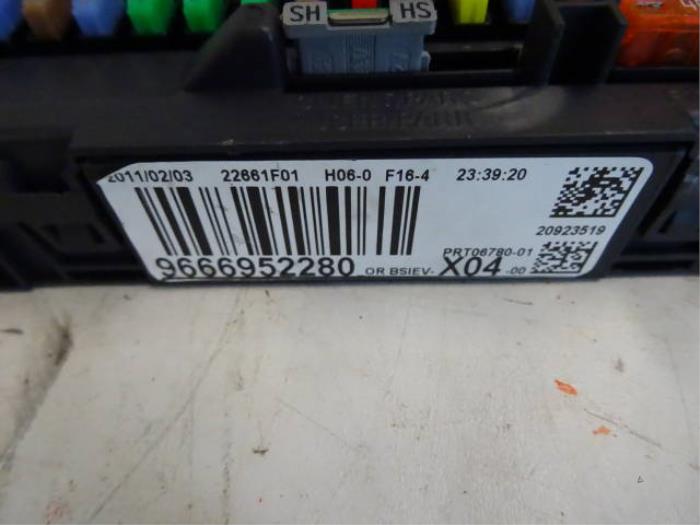 SH HS
2011/02/03 22661F01 H06-0 F16-4 23:39:20
20923519
PRT06780-01
9666952280 OR BSIEV- X04 -00